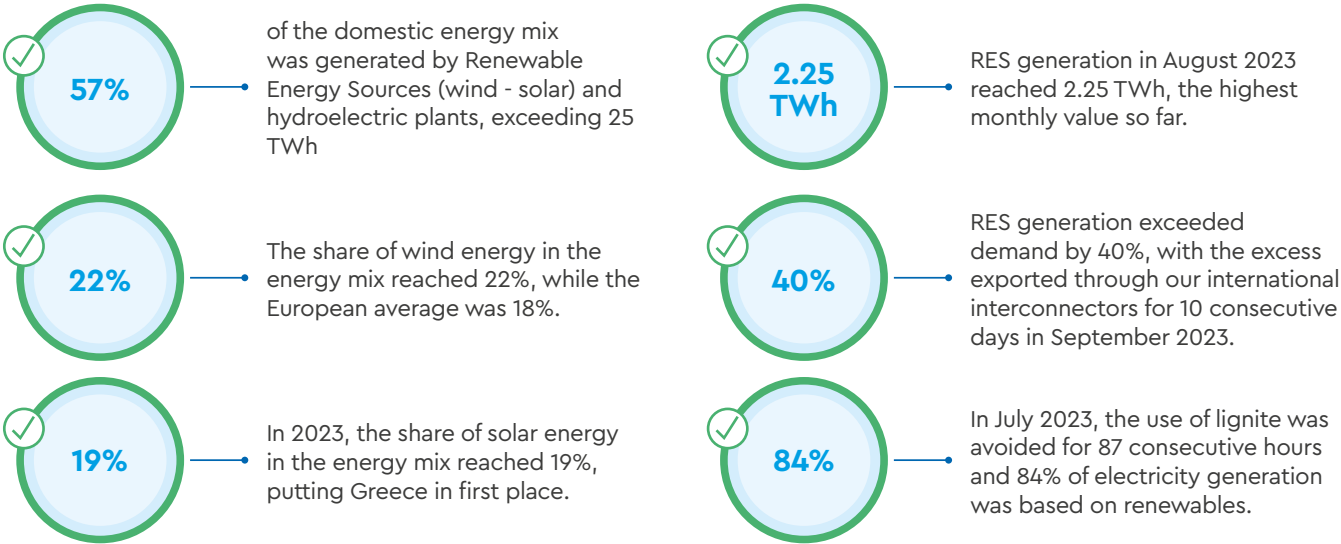 57%
of the domestic energy mix
was generated by Renewable
Energy Sources (wind - solar) and
hydroelectric plants, exceeding 25
TWh
22%
The share of wind energy in the
energy mix reached 22%, while the
European average was 18%.
19%
In 2023, the share of solar energy
in the energy mix reached 19%,
putting Greece in first place.
2.25
TWh
RES generation in August 2023
reached 2.25 TWh, the highest
monthly value so far.
40%
RES generation exceeded
demand by 40%, with the excess
exported through our international
interconnectors for 10 consecutive
days in September 2023.
84%
In July 2023, the use of lignite was
avoided for 87 consecutive hours
and 84% of electricity generation
was based on renewables.